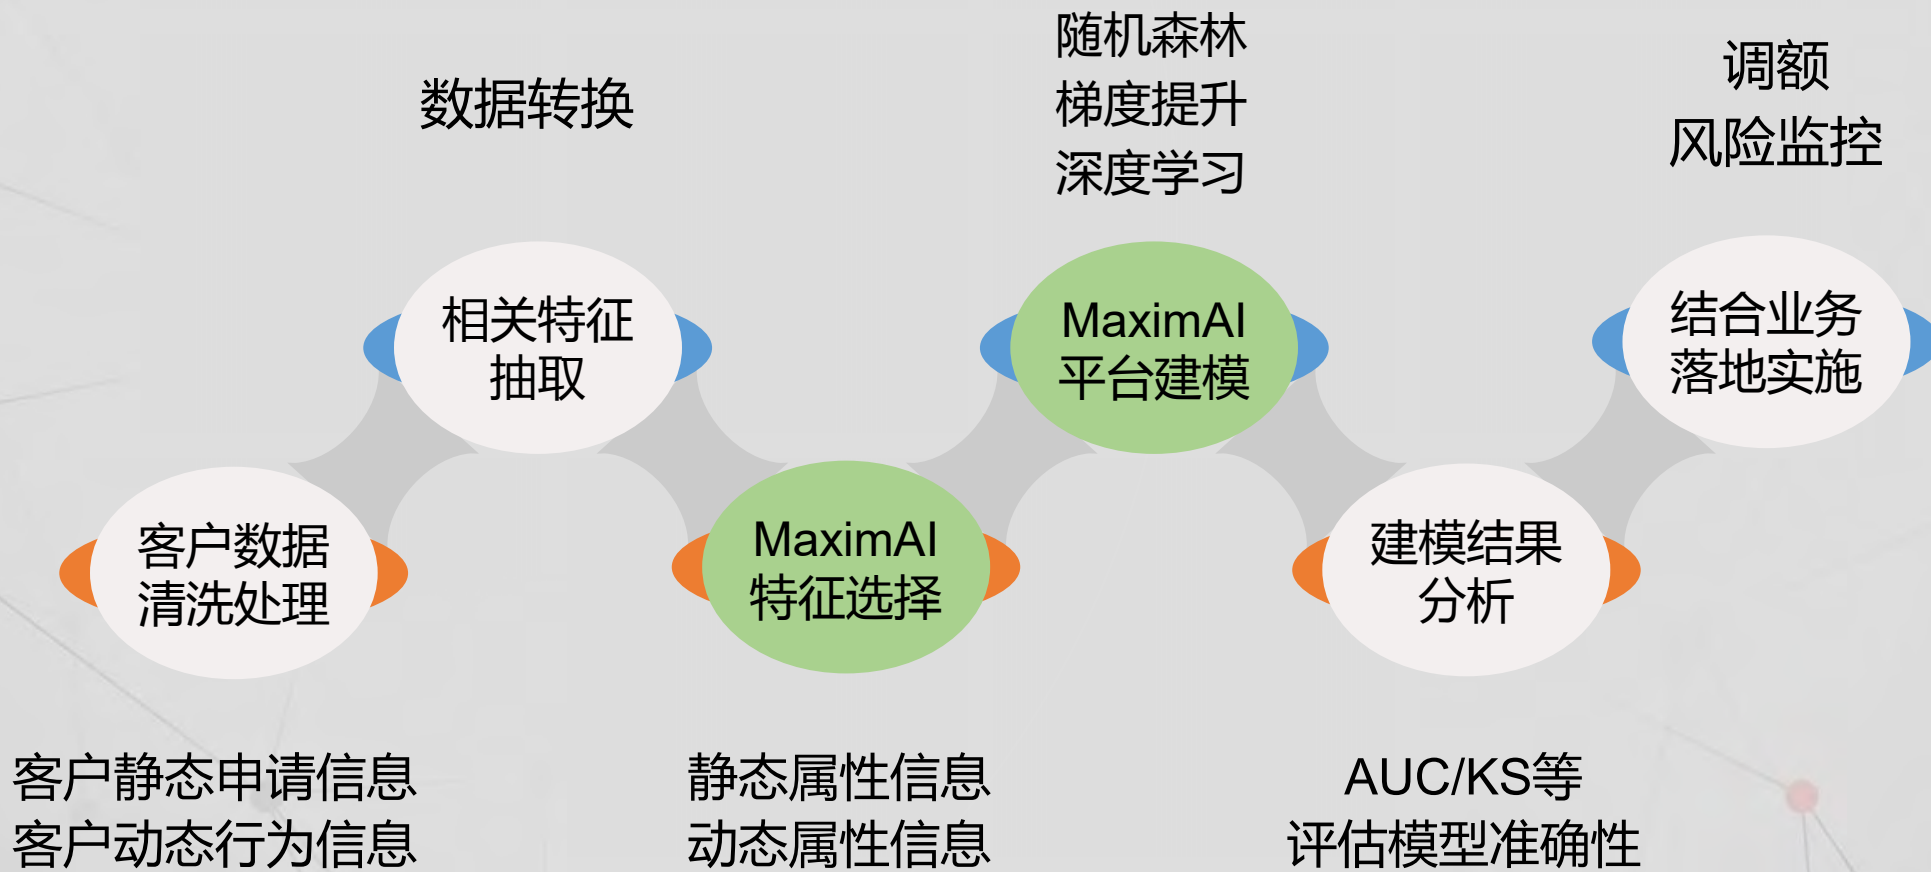 数据转换
随机森林
梯度提升
深度学习
调额
风险监控
相关特征
抽取
MaximAI
平台建模
结合业务
落地实施
客户数据
清洗处理
MaximAI
特征选择
建模结果
分析
客户静态申请信息
客户动态行为信息
静态属性信息
动态属性信息
AUC/KS等
评估模型准确性